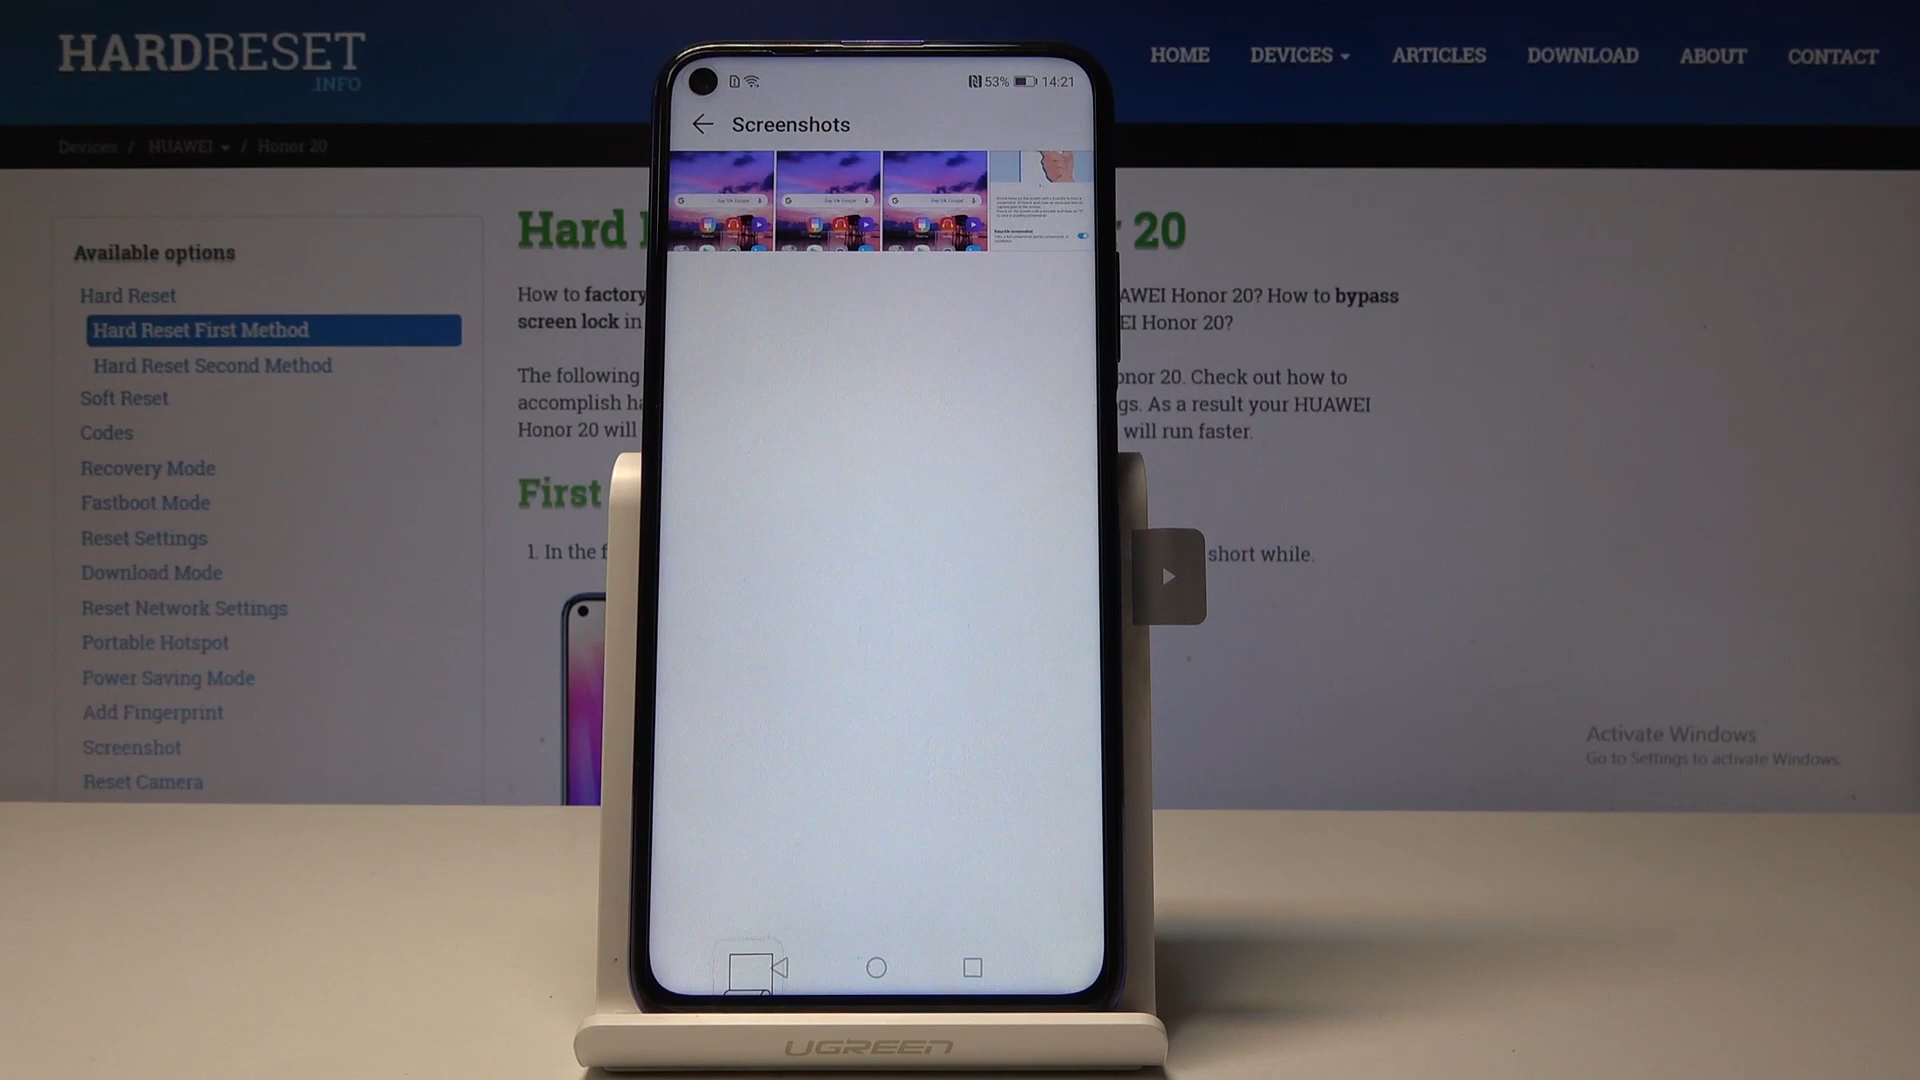 HARDRESET
.INFO
HOME DEVICES ARTICLES DOWNLOAD ABOUT CONTACT
Devices / HUAWEI / Honor 20
Available options
Hard Reset
Hard Reset First Method
Hard Reset Second Method
Soft Reset
Codes
Recovery Mode
Fastboot Mode
Reset Settings
Download Mode
Reset Network Settings
Portable Hotspot
Power Saving Mode
Add Fingerprint
Screenshot
Reset Camera
Hard 20
How to factory AWEI Honor 20? How to bypass
screen lock in EI Honor 20?
The following onor 20. Check out how to
accomplish ha gs. As a result your HUAWEI
Honor 20 will will run faster.
First
1. In the f short while.
53% 14:21
Screenshots
Activate Windows
Go to Settings to activate Windows.
UGREEN